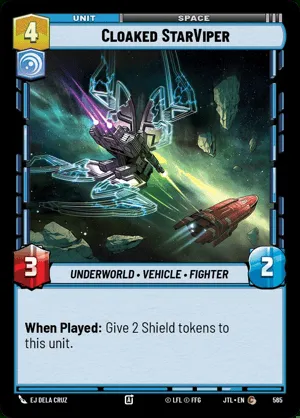 4
UNIT
SPACE
CLOAKED STARVIPER
3
UNDERWORLD • VEHICLE • FIGHTER
2
When Played: Give 2 Shield tokens to
this unit.
EJ DELA CRUZ
© LFL © FFG
JTL • EN
C
585